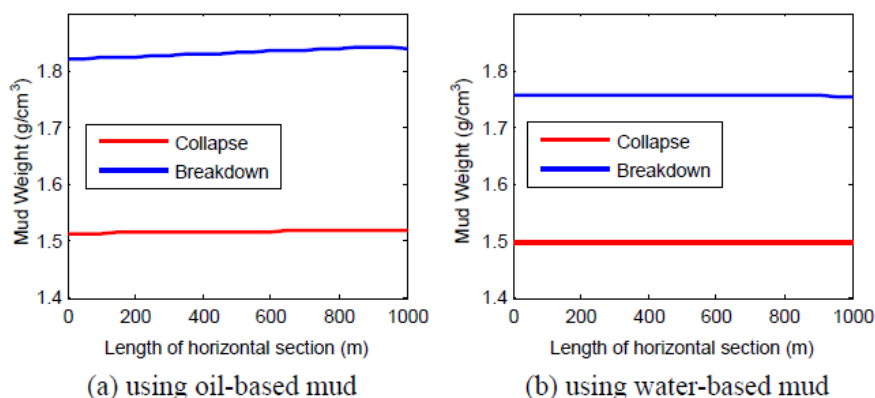 Mud Weight (g/cm³)
1.8
1.7
1.6
1.5
1.4
Collapse
Breakdown
0 200 400 600 800 1000
Length of horizontal section (m)
(a) using oil-based mud
Mud Weight (g/cm³)
1.8
1.7
1.6
1.5
1.4
Collapse
Breakdown
0 200 400 600 800 1000
Length of horizontal section (m)
(b) using water-based mud